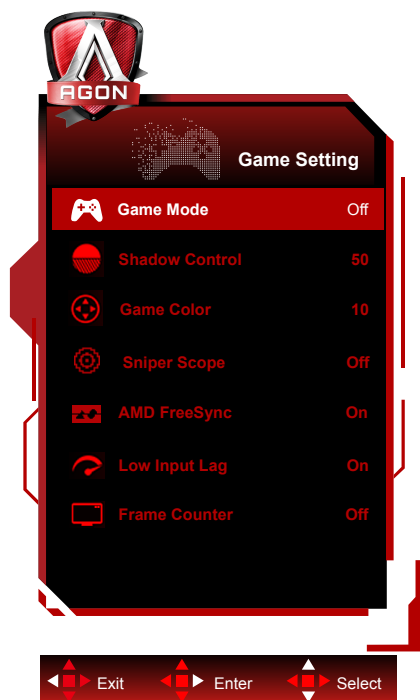 AGON
Game Setting
Game Mode Off
Shadow Control 50
Game Color 10
Sniper Scope Off
AMD FreeSync On
Low Input Lag On
Frame Counter Off
Exit Enter Select